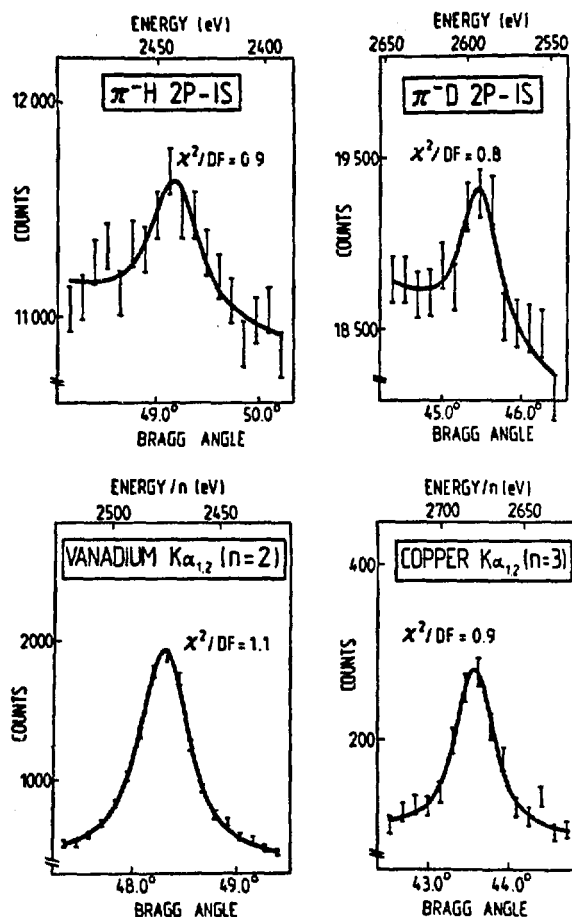 ENERGY (eV)
2450 2400
π⁻H 2P-1S
χ²/DF = 0.9
12 000
11 000
COUNTS
49.0° 50.0°
BRAGG ANGLE
ENERGY (eV)
2650 2600 2550
π⁻D 2P-1S
χ²/DF = 0.8
19 500
18 500
COUNTS
45.0° 46.0°
BRAGG ANGLE
ENERGY/n (eV)
2500 2450
VANADIUM Kα₁,₂ (n=2)
χ²/DF = 1.1
2000
1000
COUNTS
48.0° 49.0°
BRAGG ANGLE
ENERGY/n (eV)
2700 2650
COPPER Kα₁,₂ (n=3)
χ²/DF = 0.9
400
200
COUNTS
43.0° 44.0°
BRAGG ANGLE